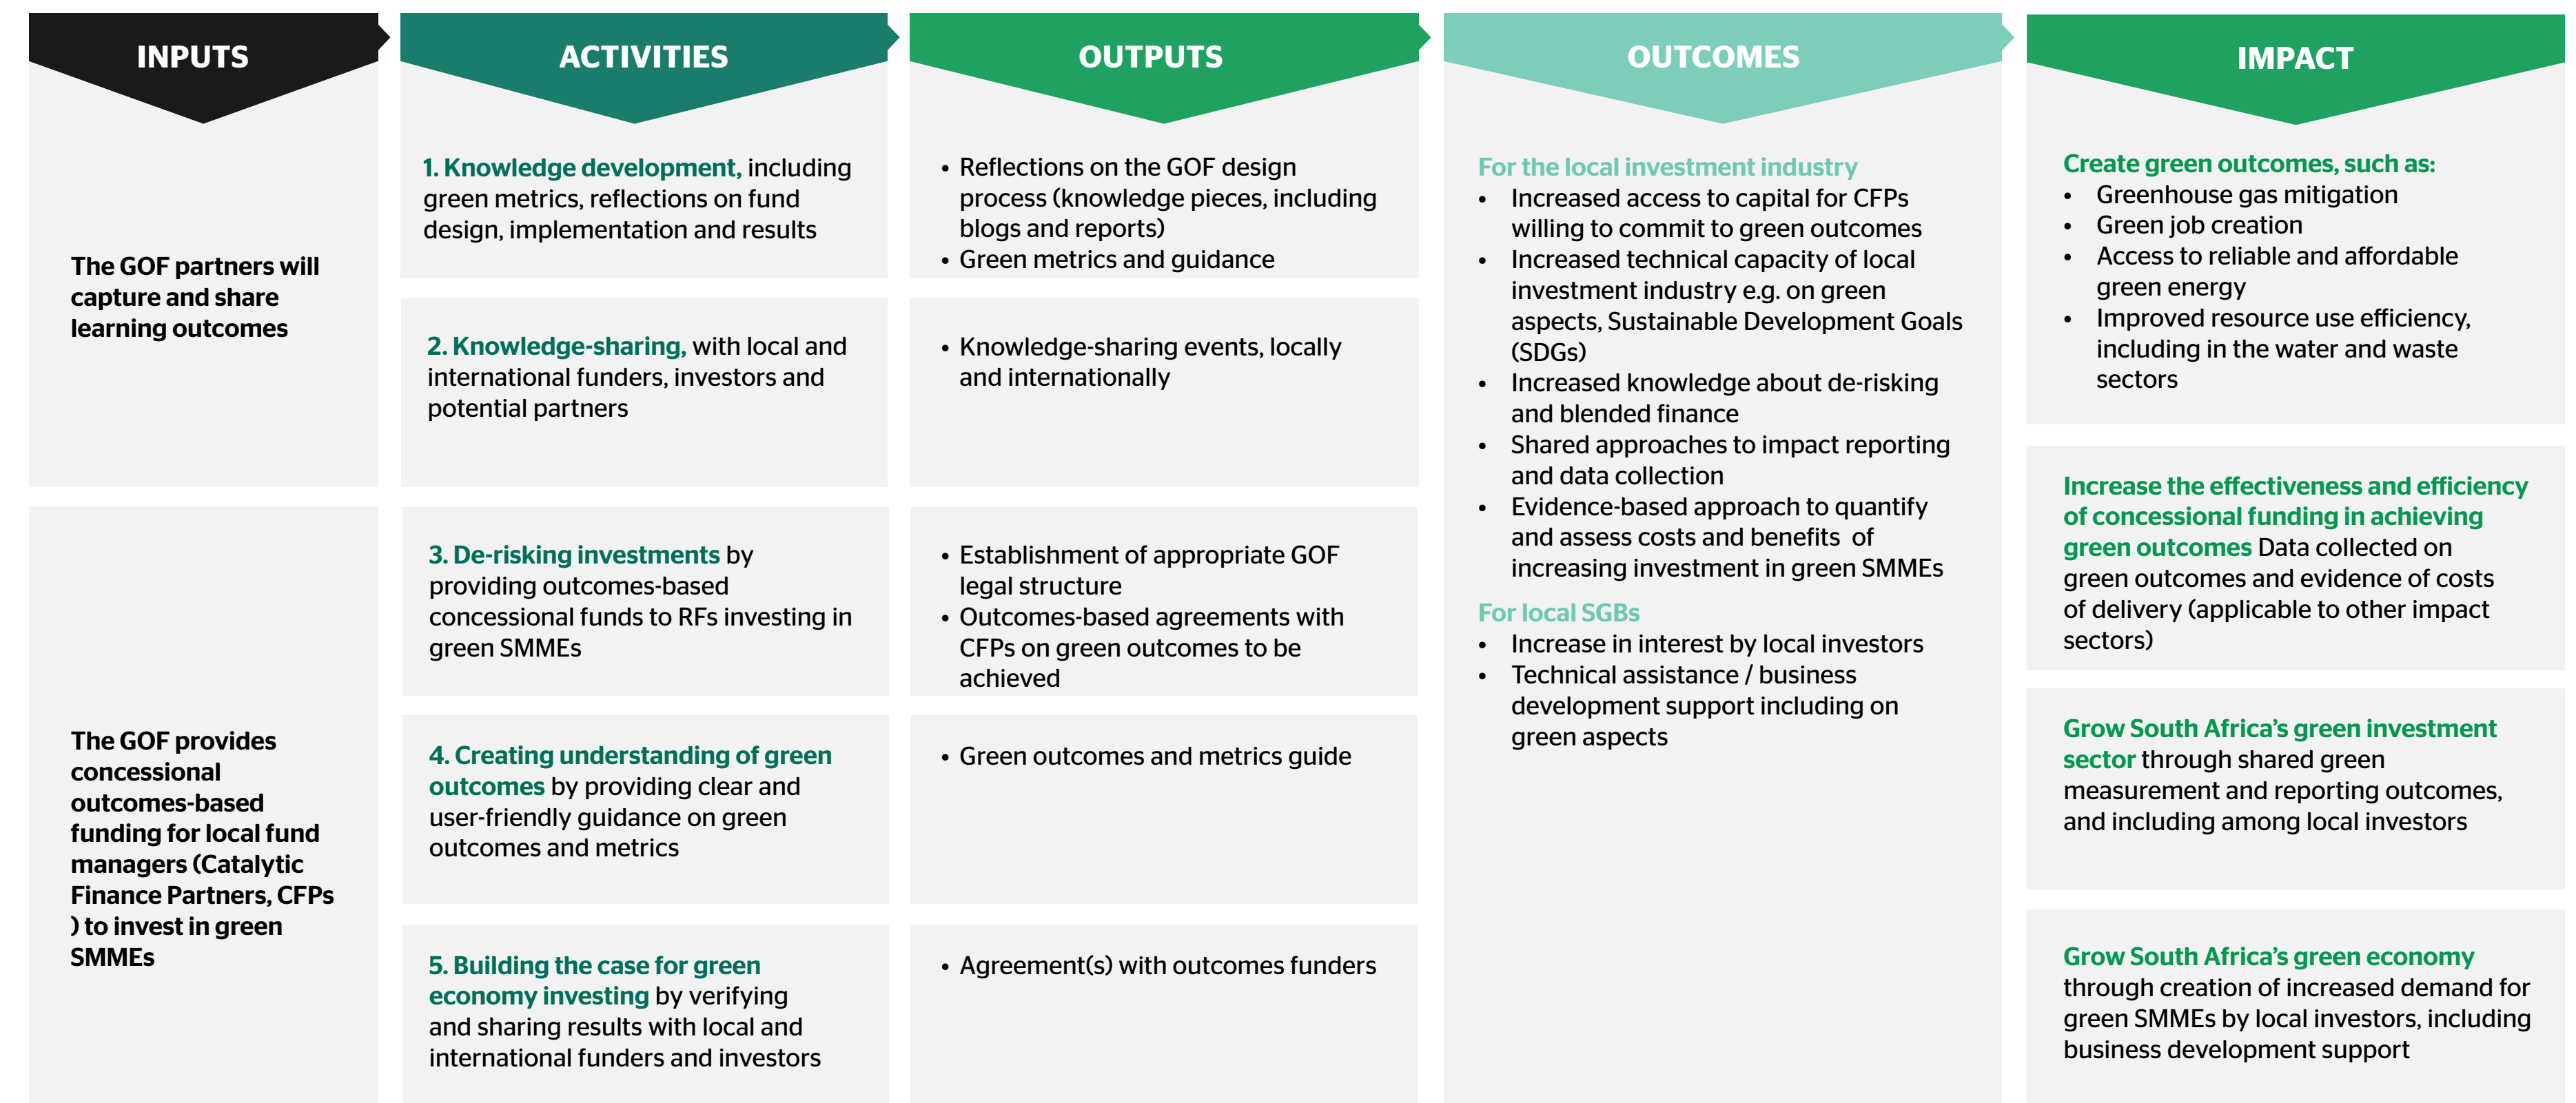 INPUTS
The GOF partners will
capture and share
learning outcomes
The GOF provides
concessional
outcomes-based
funding for local fund
managers (Catalytic
Finance Partners, CFPs
) to invest in green
SMMEs
ACTIVITIES
1. Knowledge development, including
green metrics, reflections on fund
design, implementation and results
2. Knowledge-sharing, with local and
international funders, investors and
potential partners
3. De-risking investments by
providing outcomes-based
concessional funds to RFs investing in
green SMMEs
4. Creating understanding of green
outcomes by providing clear and
user-friendly guidance on green
outcomes and metrics
5. Building the case for green
economy investing by verifying
and sharing results with local and
international funders and investors
OUTPUTS
• Reflections on the GOF design
process (knowledge pieces, including
blogs and reports)
• Green metrics and guidance
• Knowledge-sharing events, locally
and internationally
• Establishment of appropriate GOF
legal structure
• Outcomes-based agreements with
CFPs on green outcomes to be
achieved
• Green outcomes and metrics guide
• Agreement(s) with outcomes funders
OUTCOMES
For the local investment industry
• Increased access to capital for CFPs
willing to commit to green outcomes
• Increased technical capacity of local
investment industry e.g. on green
aspects, Sustainable Development Goals
(SDGs)
• Increased knowledge about de-risking
and blended finance
• Shared approaches to impact reporting
and data collection
• Evidence-based approach to quantify
and assess costs and benefits of
increasing investment in green SMMEs
For local SGBs
• Increase in interest by local investors
• Technical assistance / business
development support including on
green aspects
IMPACT
Create green outcomes, such as:
• Greenhouse gas mitigation
• Green job creation
• Access to reliable and affordable
green energy
• Improved resource use efficiency,
including in the water and waste
sectors
Increase the effectiveness and efficiency
of concessional funding in achieving
green outcomes Data collected on
green outcomes and evidence of costs
of delivery (applicable to other impact
sectors)
Grow South Africa's green investment
sector through shared green
measurement and reporting outcomes,
and including among local investors
Grow South Africa's green economy
through creation of increased demand for
green SMMEs by local investors, including
business development support